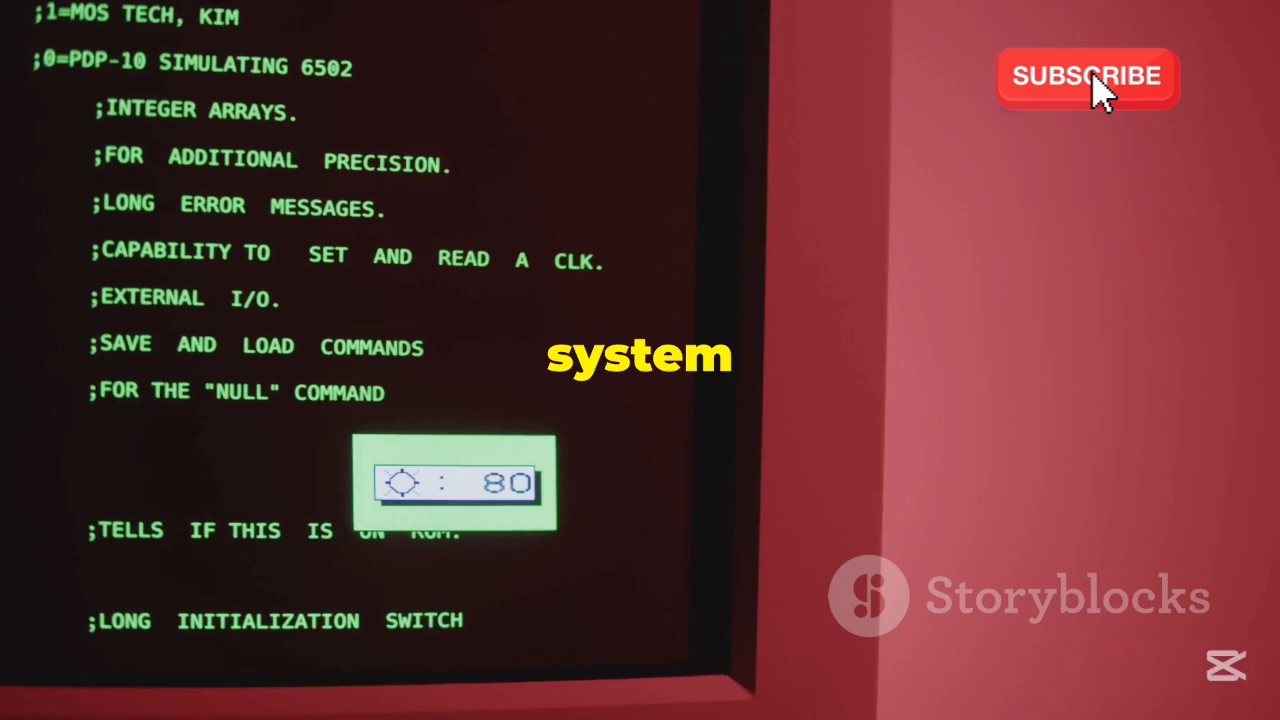 ;1=MOS TECH, KIM
;0=PDP-10 SIMULATING 6502
SUBSCRIBE
;INTEGER ARRAYS.
;FOR ADDITIONAL PRECISION.
;LONG ERROR MESSAGES.
;CAPABILITY TO SET AND READ A CLK.
;EXTERNAL I/O.
;SAVE AND LOAD COMMANDS
system
;FOR THE "NULL" COMMAND
: 80
;TELLS IF THIS IS ON ROM.
Storyblocks
;LONG INITIALIZATION SWITCH